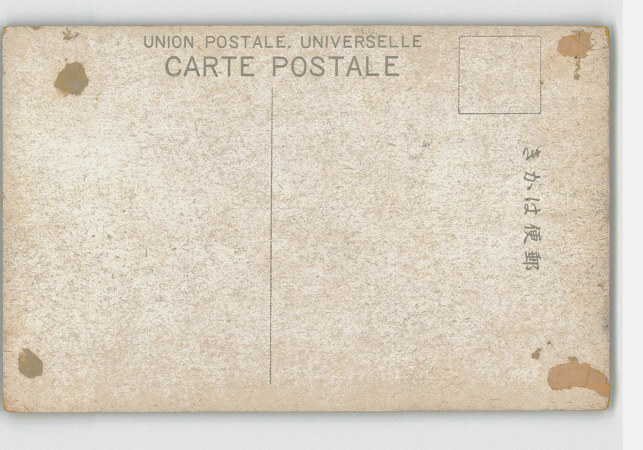 UNION POSTALE. UNIVERSELLE
CARTE POSTALE
郵便はかき